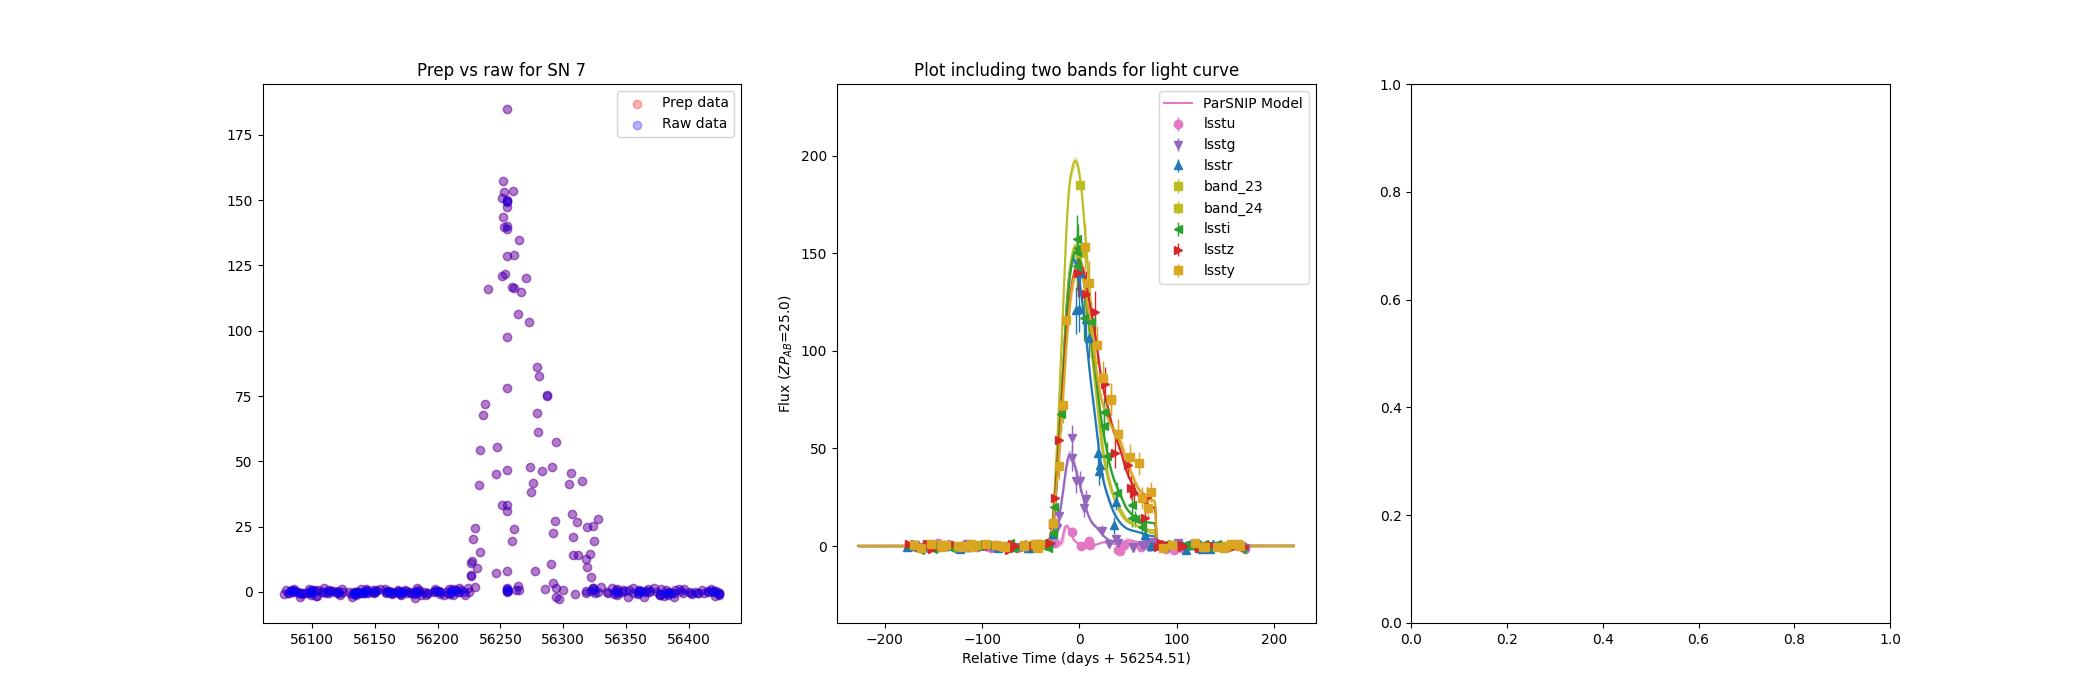 Prep vs raw for SN 7
Prep data
Raw data
175
150
125
100
75
50
25
0
56100 56150 56200 56250 56300 56350 56400
Plot including two bands for light curve
ParSNIP Model
lsstu
lsstg
lsstr
band_23
band_24
lssti
lsstz
lssty
Flux (ZP_AB=25.0)
200
150
100
50
0
−200 −100 0 100 200
Relative Time (days + 56254.51)
1.0
0.8
0.6
0.4
0.2
0.0
0.0 0.2 0.4 0.6 0.8 1.0